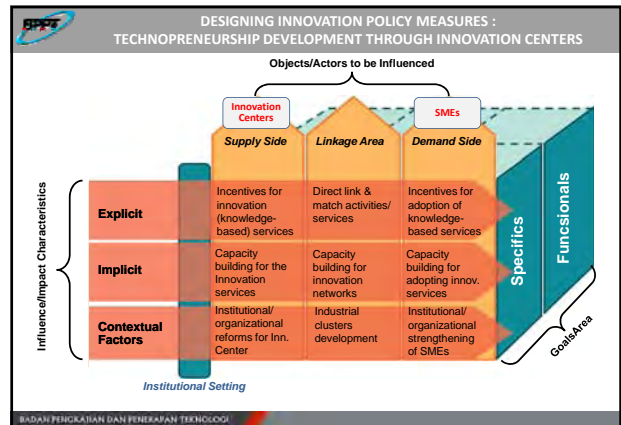 BPPT
DESIGNING INNOVATION POLICY MEASURES :
TECHNOPRENEURSHIP DEVELOPMENT THROUGH INNOVATION CENTERS
Objects/Actors to be Influenced
Innovation
Centers
SMEs
Supply Side
Linkage Area
Demand Side
Influence/Impact Characteristics
Explicit
Incentives for
innovation
(knowledge-
based) services
Direct link &
match activities/
services
Incentives for
adoption of
knowledge-
based services
Implicit
Capacity
building for the
Innovation
services
Capacity
building for
innovation
networks
Capacity
building for
adopting innov.
services
Contextual
Factors
Institutional/
organizational
reforms for Inn.
Center
Industrial
clusters
development
Institutional/
organizational
strengthening
of SMEs
Specifics
Funcsionals
GoalsArea
Institutional Setting
BADAN PENGKAJIAN DAN PENERAPAN TEKNOLOGI